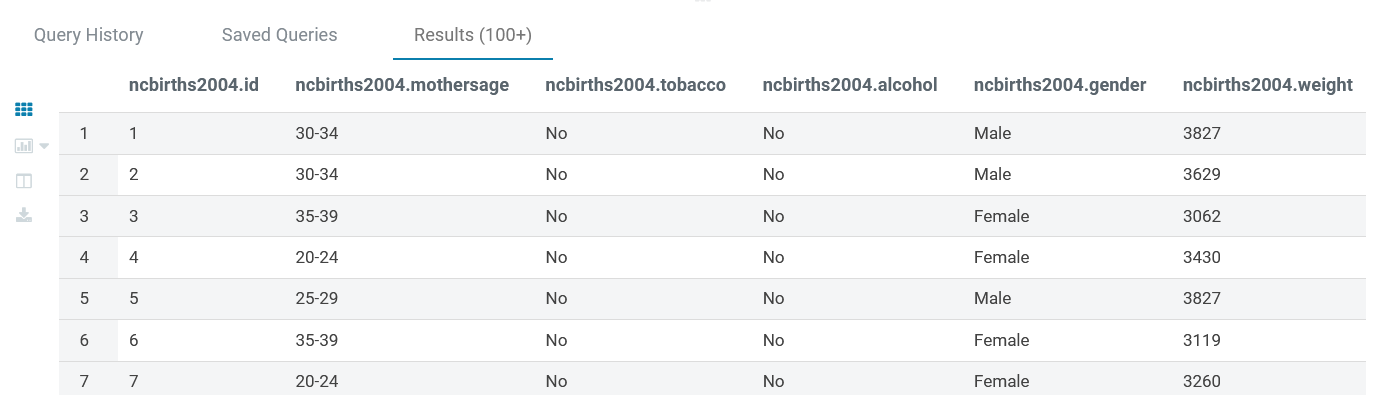 Query History Saved Queries Results (100+)
ncbirths2004.id ncbirths2004.mothersage ncbirths2004.tobacco ncbirths2004.alcohol ncbirths2004.gender ncbirths2004.weight
1 1 30-34 No No Male 3827
2 2 30-34 No No Male 3629
3 3 35-39 No No Female 3062
4 4 20-24 No No Female 3430
5 5 25-29 No No Male 3827
6 6 35-39 No No Female 3119
7 7 20-24 No No Female 3260